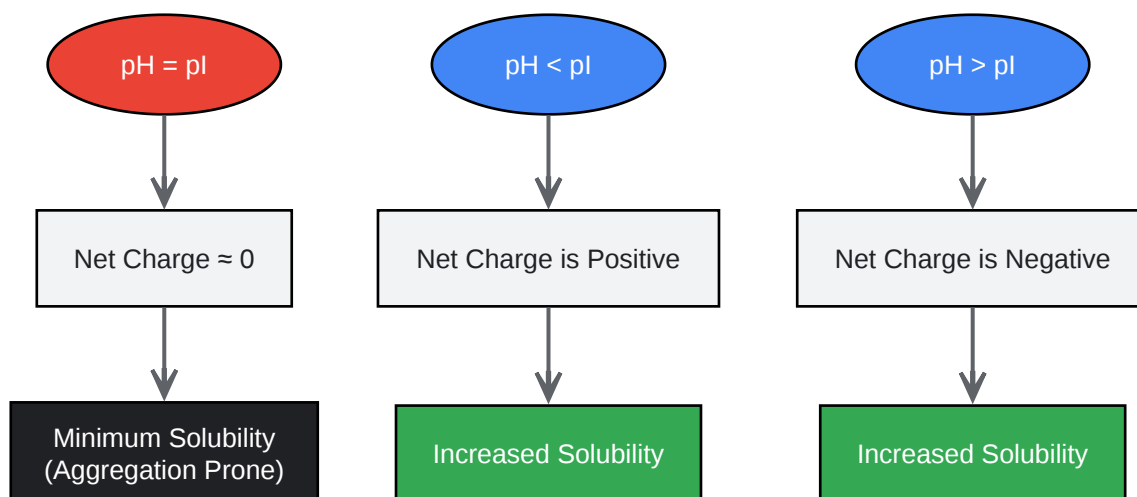 pH = pI
pH < pI
pH > pI
Net Charge ≈ 0
Net Charge is Positive
Net Charge is Negative
Minimum Solubility
(Aggregation Prone)
Increased Solubility
Increased Solubility